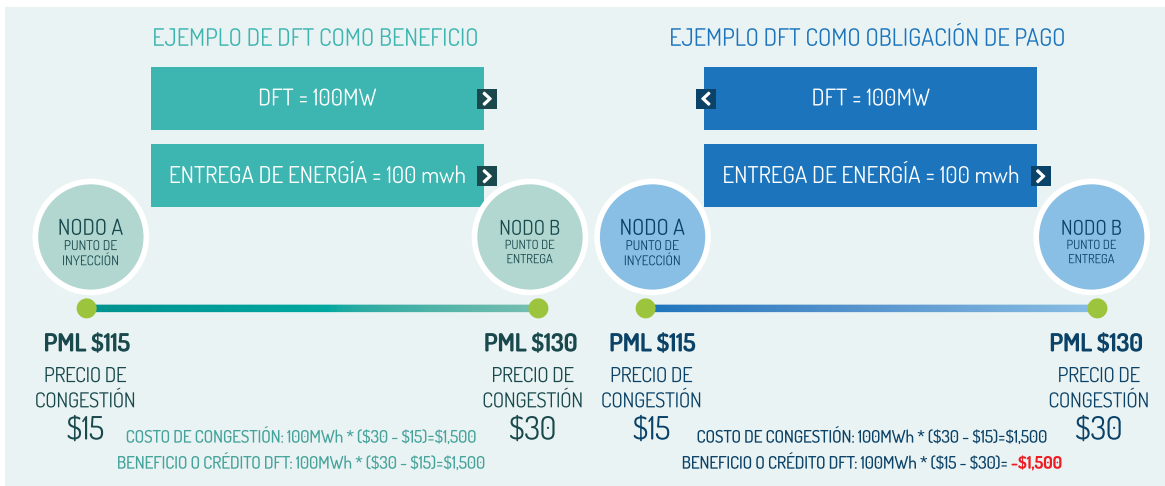 EJEMPLO DE DFT COMO BENEFICIO
DFT = 100MW
ENTREGA DE ENERGÍA = 100 mwh
NODO A
PUNTO DE
INYECCIÓN
NODO B
PUNTO DE
ENTREGA
PML $115
PRECIO DE
CONGESTIÓN
$15
PML $130
PRECIO DE
CONGESTIÓN
$30
COSTO DE CONGESTIÓN: 100MWh * ($30 - $15)=$1,500
BENEFICIO O CRÉDITO DFT: 100MWh * ($30 - $15)=$1,500
EJEMPLO DFT COMO OBLIGACIÓN DE PAGO
DFT = 100MW
ENTREGA DE ENERGÍA = 100 mwh
NODO A
PUNTO DE
INYECCIÓN
NODO B
PUNTO DE
ENTREGA
PML $115
PRECIO DE
CONGESTIÓN
$15
PML $130
PRECIO DE
CONGESTIÓN
$30
COSTO DE CONGESTIÓN: 100MWh * ($30 - $15)=$1,500
BENEFICIO O CRÉDITO DFT: 100MWh * ($15 - $30)= -$1,500